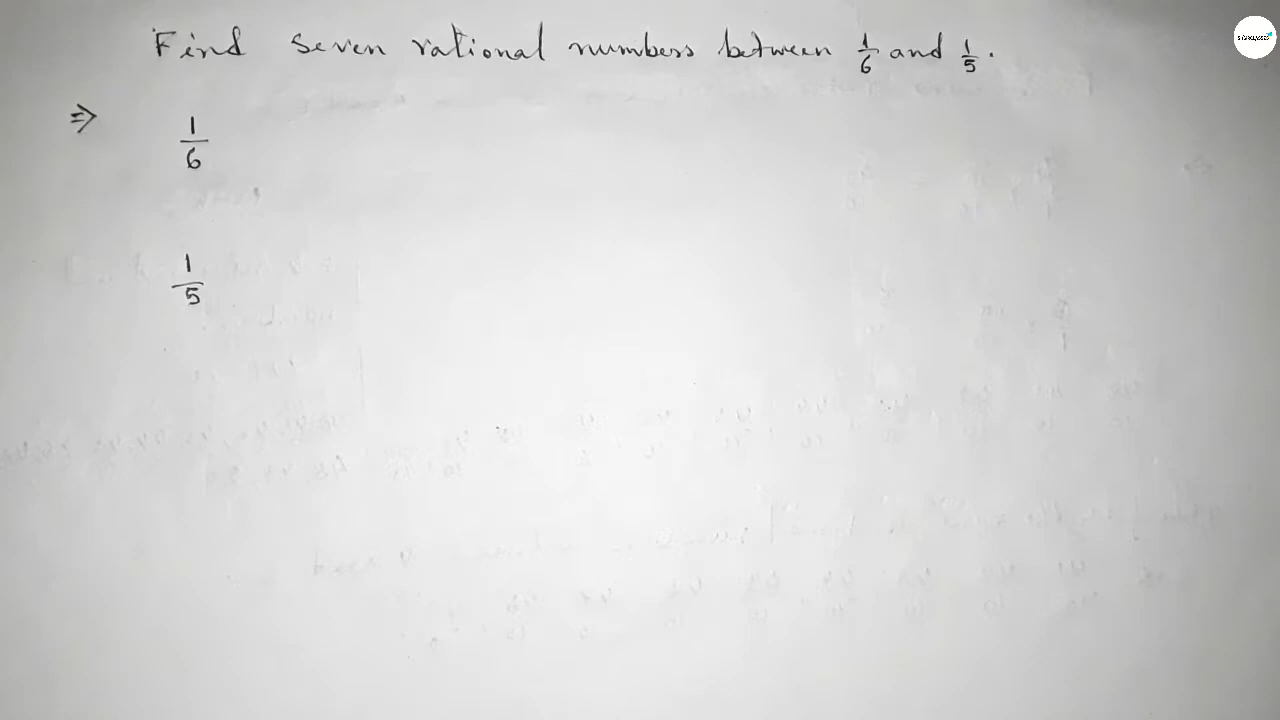 Find seven rational numbers between 1/6 and 1/5.
⇒ 1/6
1/5